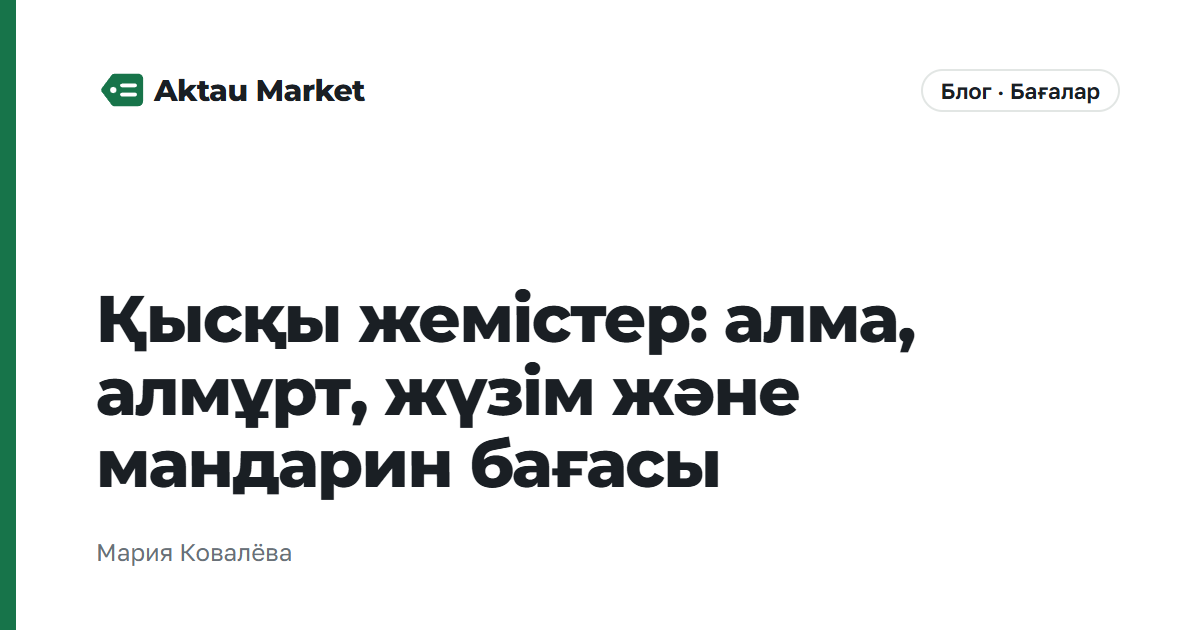 Aktau Market
Блог · Бағалар
Қысқы жемістер: алма,
алмұрт, жүзім және
мандарин бағасы
Мария Ковалёва